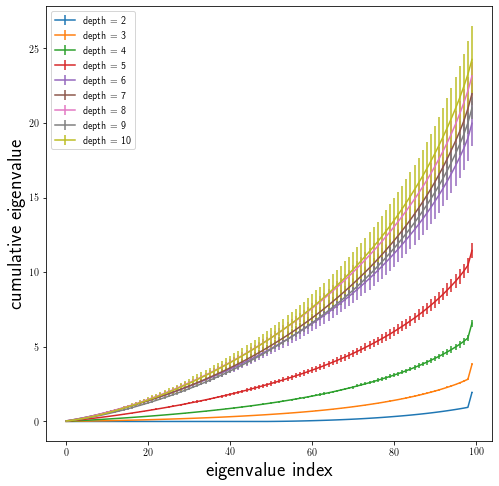 depth = 2
depth = 3
depth = 4
depth = 5
depth = 6
depth = 7
depth = 8
depth = 9
depth = 10
25
20
15
10
5
0
cumulative eigenvalue
0 20 40 60 80 100
eigenvalue index